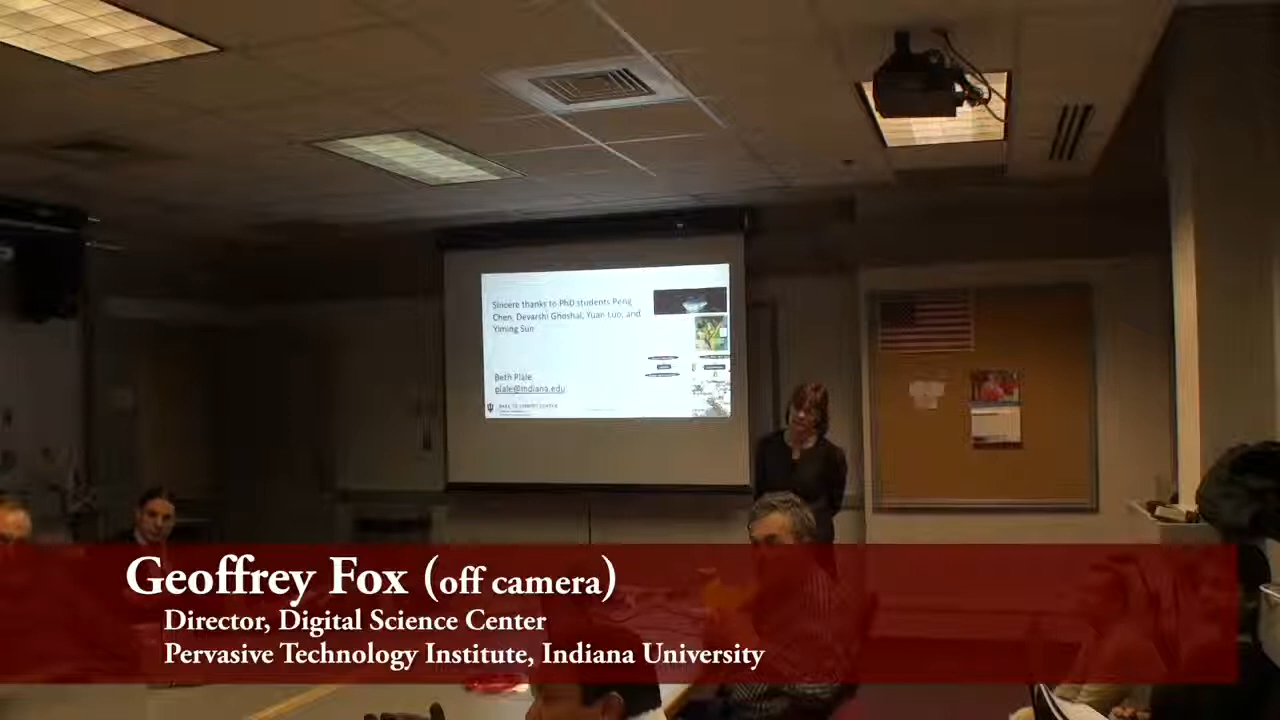 Sincere thanks to PhD students Peng
Chen, Devarshi Ghoshal, Yuan Luo, and
Yiming Sun
Beth Plale
plale@indiana.edu
Geoffrey Fox (off camera)
Director, Digital Science Center
Pervasive Technology Institute, Indiana University